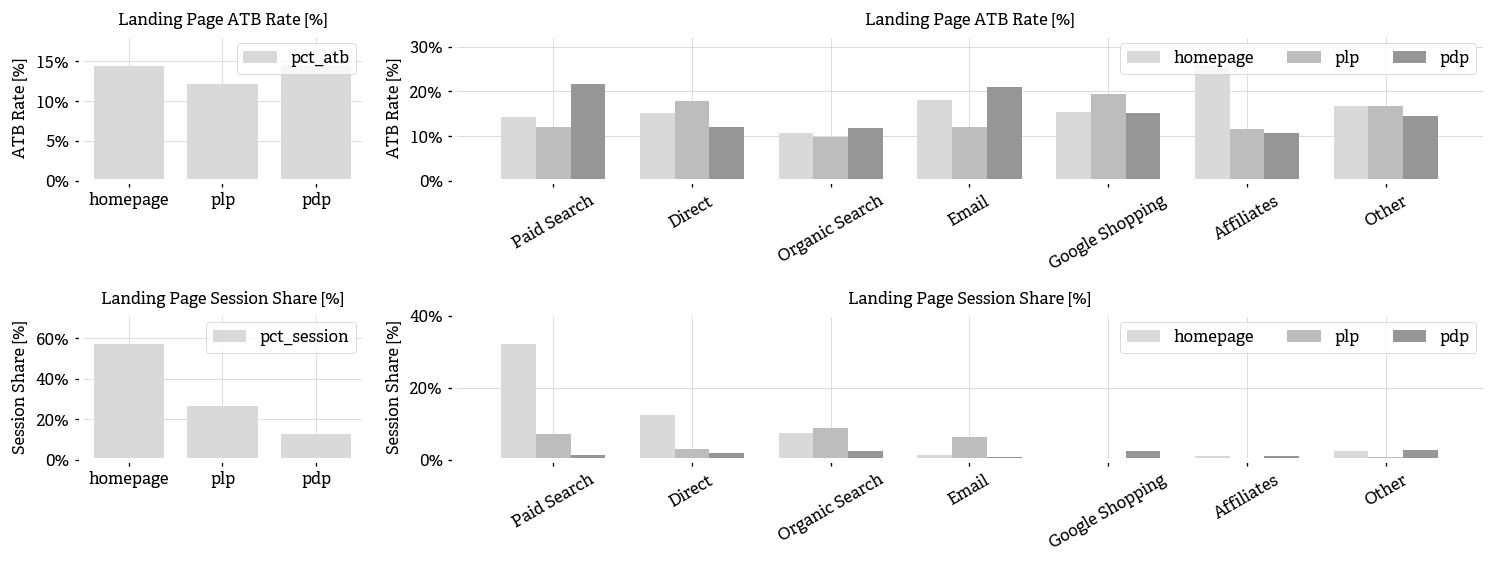 Landing Page ATB Rate [%]
ATB Rate [%]
15%
10%
5%
0%
pct_atb
homepage plp pdp
Landing Page ATB Rate [%]
ATB Rate [%]
30%
20%
10%
0%
homepage plp pdp
Paid Search Direct Organic Search Email Google Shopping Affiliates Other
Landing Page Session Share [%]
Session Share [%]
60%
40%
20%
0%
pct_session
homepage plp pdp
Landing Page Session Share [%]
Session Share [%]
40%
20%
0%
homepage plp pdp
Paid Search Direct Organic Search Email Google Shopping Affiliates Other